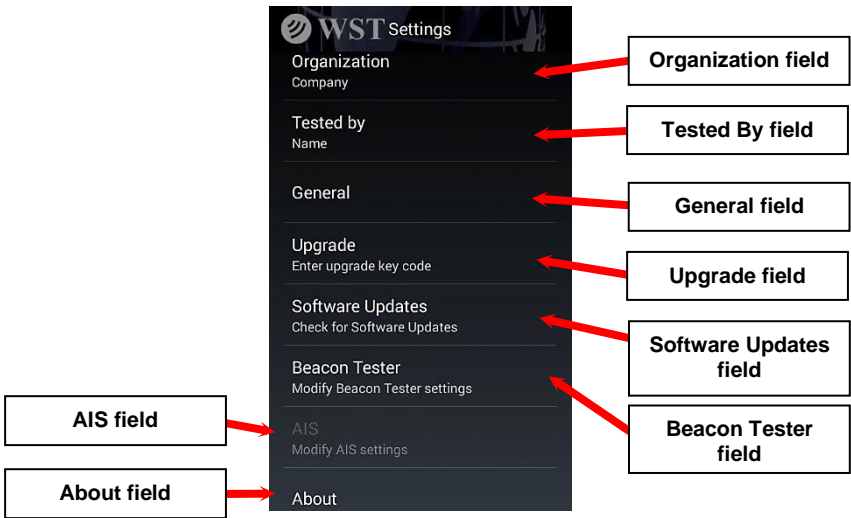 WST Settings
Organization
Company
Tested by
Name
General
Upgrade
Enter upgrade key code
Software Updates
Check for Software Updates
Beacon Tester
Modify Beacon Tester settings
AIS
Modify AIS settings
About
Organization field
Tested By field
General field
Upgrade field
Software Updates
field
Beacon Tester
field
AIS field
About field